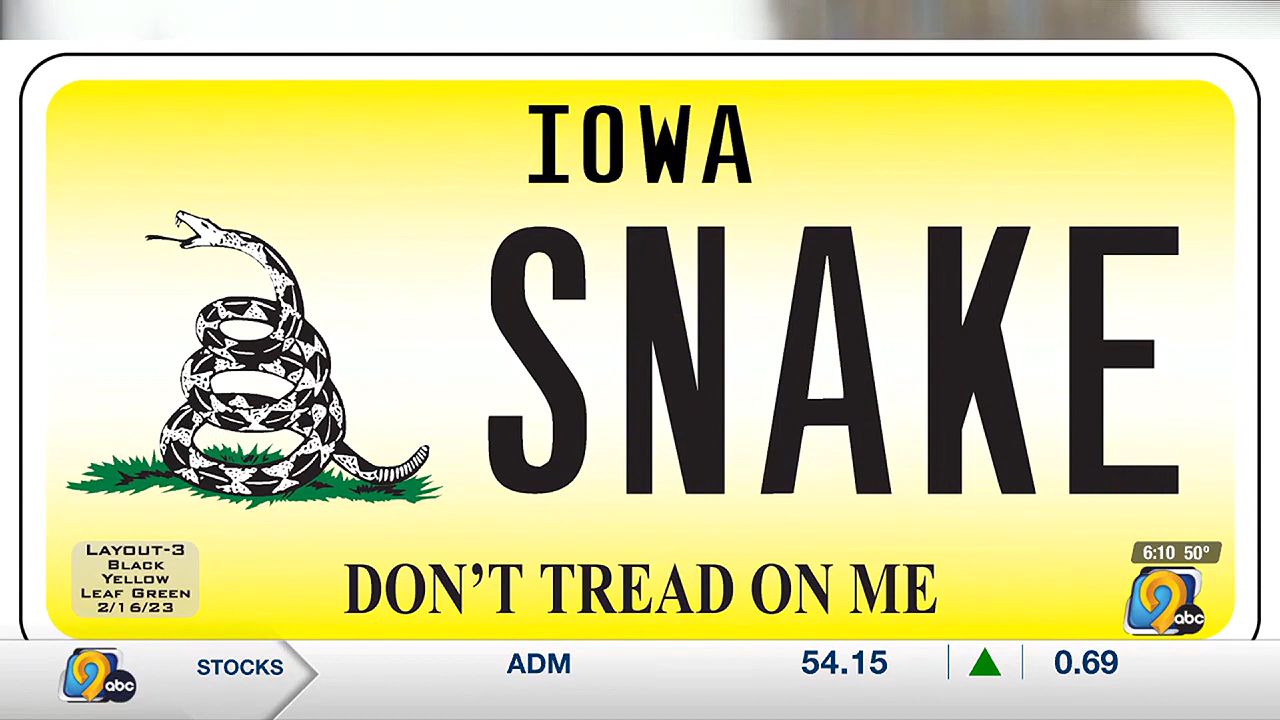 IOWA
SNAKE
LAYOUT-3
BLACK
YELLOW
LEAF GREEN
2/16/23
DON'T TREAD ON ME
6:10 50°
9
abc
9
abc
STOCKS
ADM
54.15
0.69